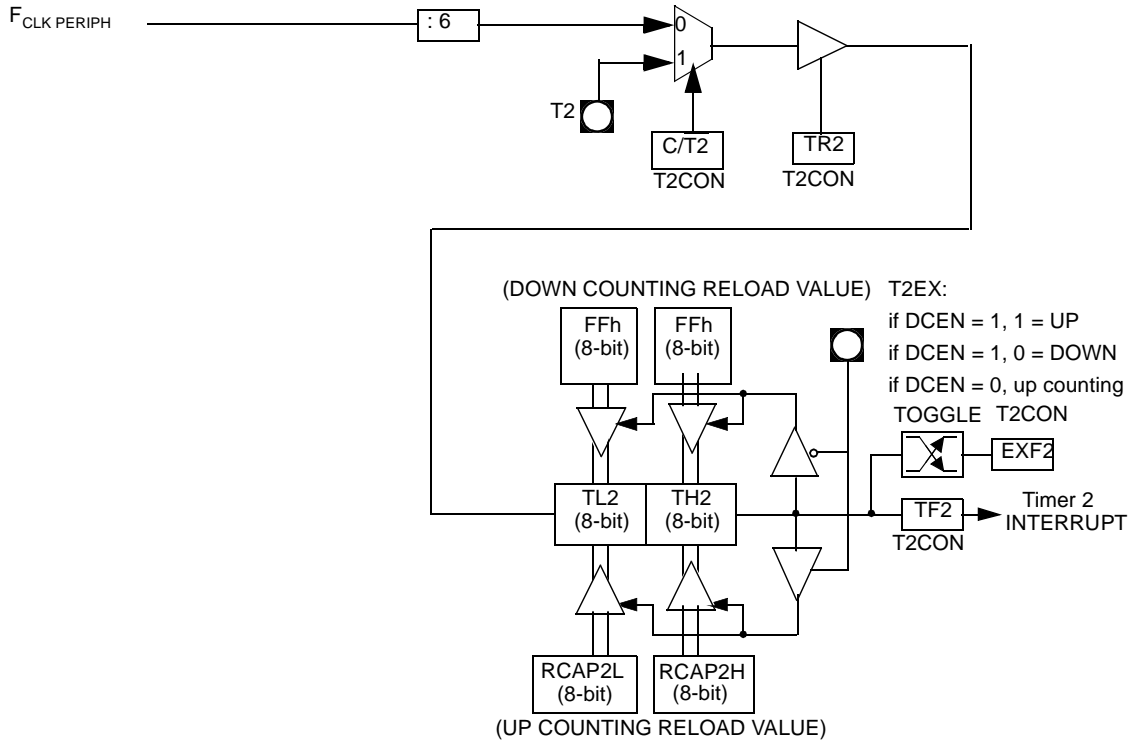 FCLK PERIPH
: 6
0
1
T2
C/T2
TR2
T2CON
T2CON
(DOWN COUNTING RELOAD VALUE)
T2EX:
if DCEN = 1, 1 = UP
if DCEN = 1, 0 = DOWN
if DCEN = 0, up counting
FFh
(8-bit)
FFh
(8-bit)
TOGGLE
T2CON
EXF2
TL2
(8-bit)
TH2
(8-bit)
TF2
T2CON
Timer 2
INTERRUPT
RCAP2L
(8-bit)
RCAP2H
(8-bit)
(UP COUNTING RELOAD VALUE)